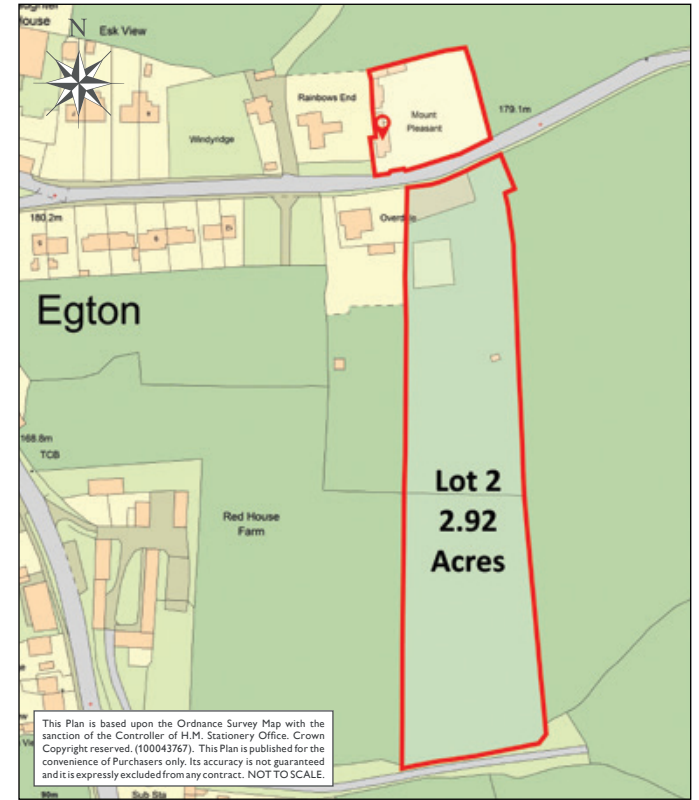 ouse
N
Esk View
Rainbows End
Mount
Pleasant
179.1m
Windyridge
180.2m
Egton
168.8m
TCB
Lot 2
2.92
Acres
Red House
Farm
This Plan is based upon the Ordnance Survey Map with the
sanction of the Controller of H.M. Stationery Office. Crown
Copyright reserved. (100043767). This Plan is published for the
convenience of Purchasers only. Its accuracy is not guaranteed
and it is expressly excluded from any contract. NOT TO SCALE.
Sub Sta